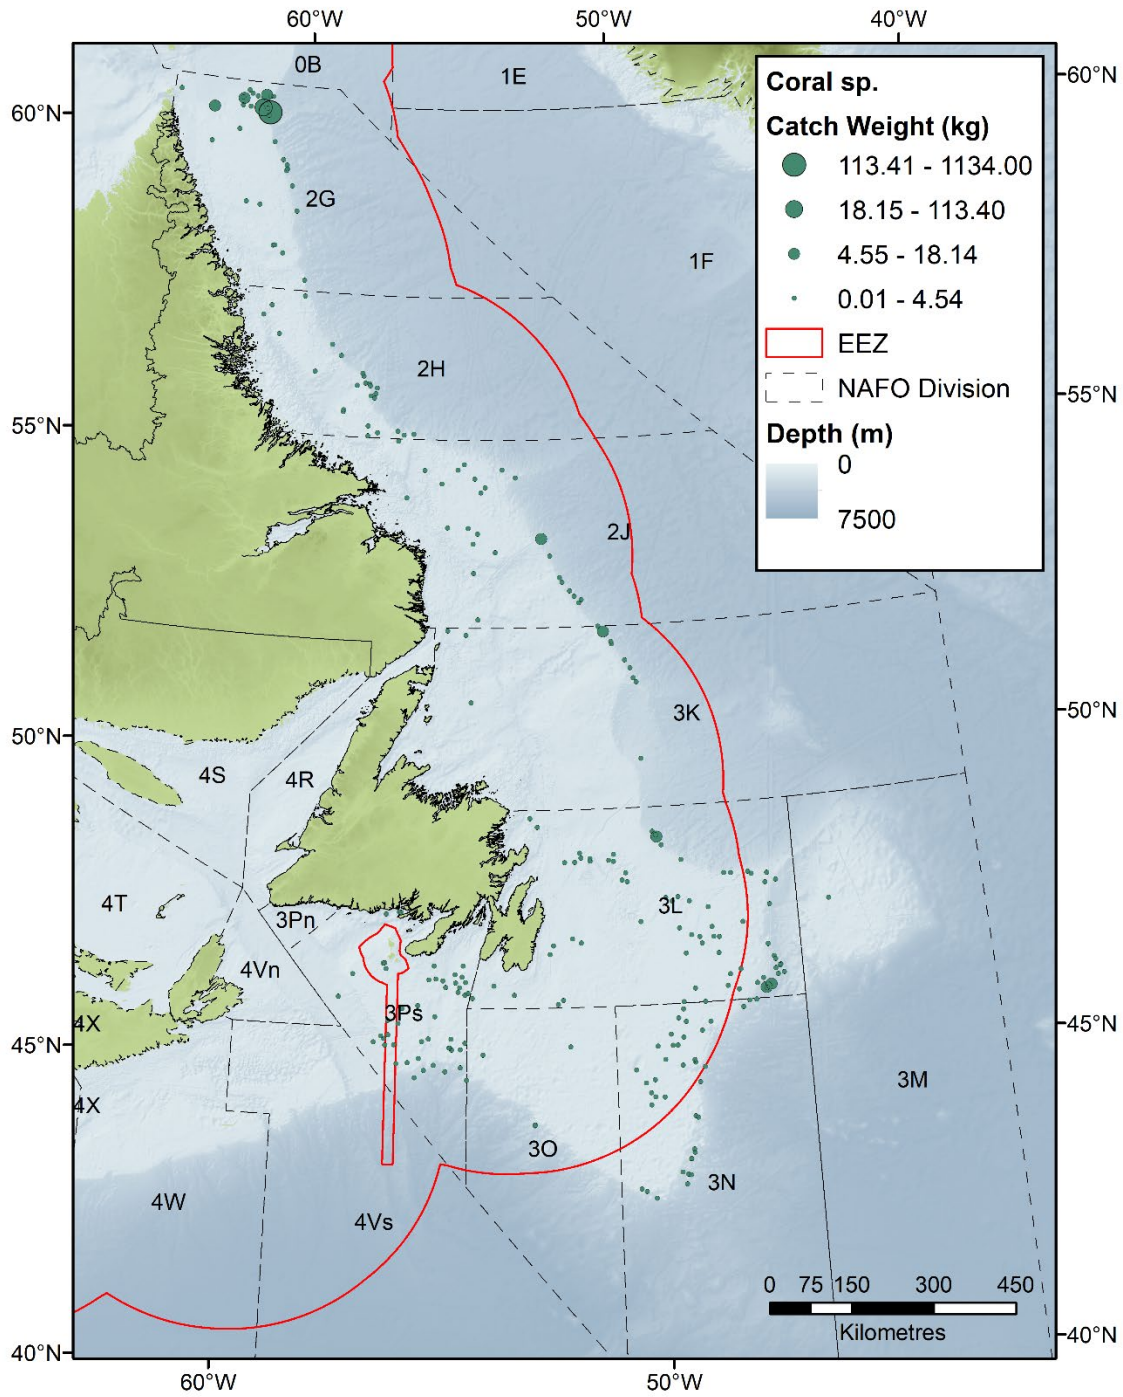 60°W 50°W 40°W
0B 1E
60°N 60°N
Coral sp.
Catch Weight (kg)
113.41 - 1134.00
18.15 - 113.40
4.55 - 18.14
0.01 - 4.54
EEZ
NAFO Division
Depth (m)
0
7500
2G
1F
2H
55°N 55°N
2J
3K
50°N 50°N
4S 4R
3L
4T 3Pn
4Vn
3Ps
4X
45°N 45°N
3M
4X
3O
3N
4W
4Vs
0 75 150 300 450
Kilometres
40°N 40°N
60°W 50°W